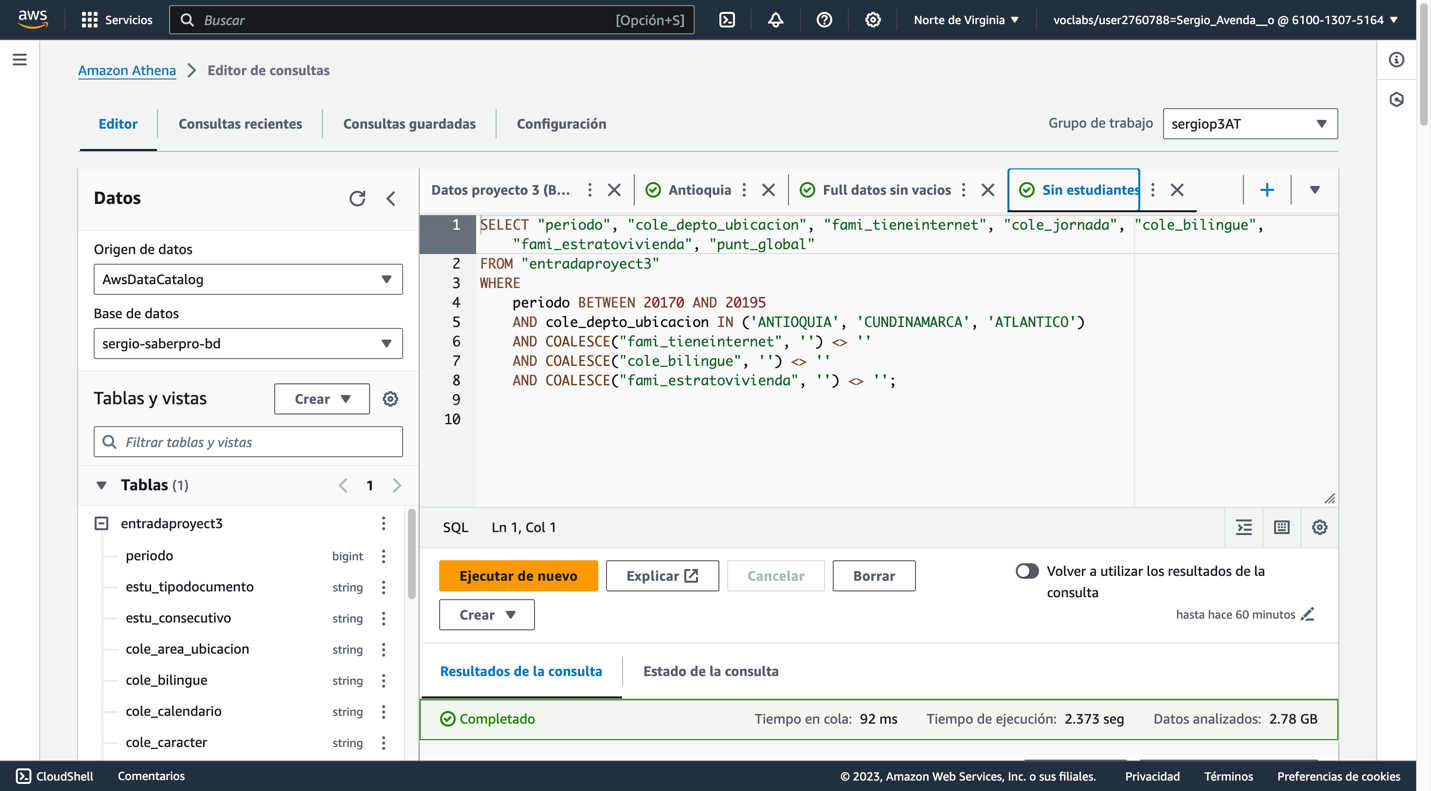 aws
Servicios
Buscar
[Opción+S]
Norte de Virginia
voclabs/user2760788=Sergio_Avenda__o @ 6100-1307-5164
Amazon Athena
Editor de consultas
Editor
Consultas recientes
Consultas guardadas
Configuración
Grupo de trabajo
sergiop3AT
Datos
Origen de datos
AwsDataCatalog
Base de datos
sergio-saberpro-bd
Tablas y vistas
Crear
Filtrar tablas y vistas
Tablas (1)
1
entradaproyect3
periodo bigint
estu_tipodocumento string
estu_consecutivo string
cole_area_ubicacion string
cole_bilingue string
cole_calendario string
cole_caracter string
Datos proyecto 3 (B...
Antioquia
Full datos sin vacios
Sin estudiantes
1 SELECT "periodo", "cole_depto_ubicacion", "fami_tieneinternet", "cole_jornada", "cole_bilingue",
"fami_estratovivienda", "punt_global"
2 FROM "entradaproyect3"
3 WHERE
4 periodo BETWEEN 20170 AND 20195
5 AND cole_depto_ubicacion IN ('ANTIOQUIA', 'CUNDINAMARCA', 'ATLANTICO')
6 AND COALESCE("fami_tieneinternet", '') <> ''
7 AND COALESCE("cole_bilingue", '') <> ''
8 AND COALESCE("fami_estratovivienda", '') <> '';
9
10
SQL Ln 1, Col 1
Ejecutar de nuevo
Explicar
Cancelar
Borrar
Crear
Volver a utilizar los resultados de la
consulta
hasta hace 60 minutos
Resultados de la consulta
Estado de la consulta
Completado
Tiempo en cola: 92 ms
Tiempo de ejecución: 2.373 seg
Datos analizados: 2.78 GB
CloudShell
Comentarios
© 2023, Amazon Web Services, Inc. o sus filiales.
Privacidad
Términos
Preferencias de cookies